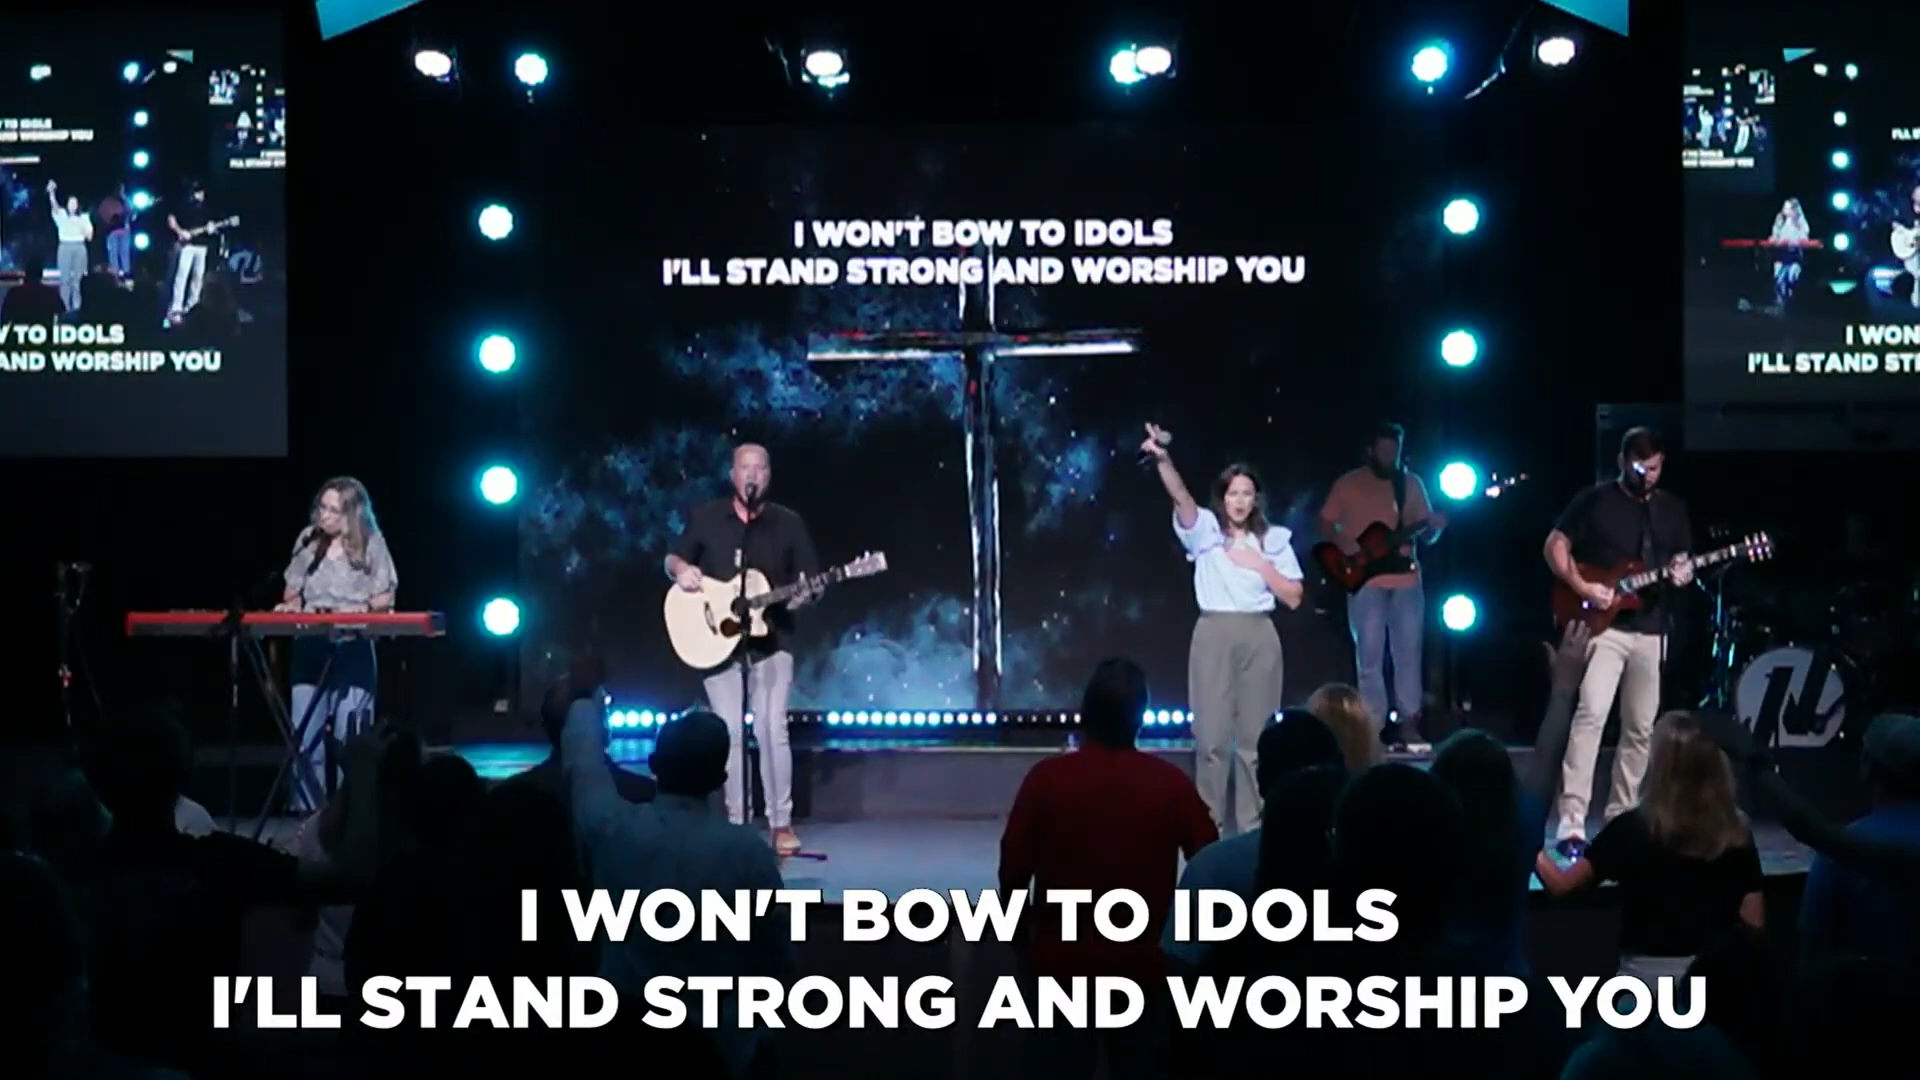 I WON'T BOW TO IDOLS
I'LL STAND STRONG AND WORSHIP YOU
TO IDOLS
AND WORSHIP YOU
I WON
I'LL STAND ST
I WON'T BOW TO IDOLS
I'LL STAND STRONG AND WORSHIP YOU